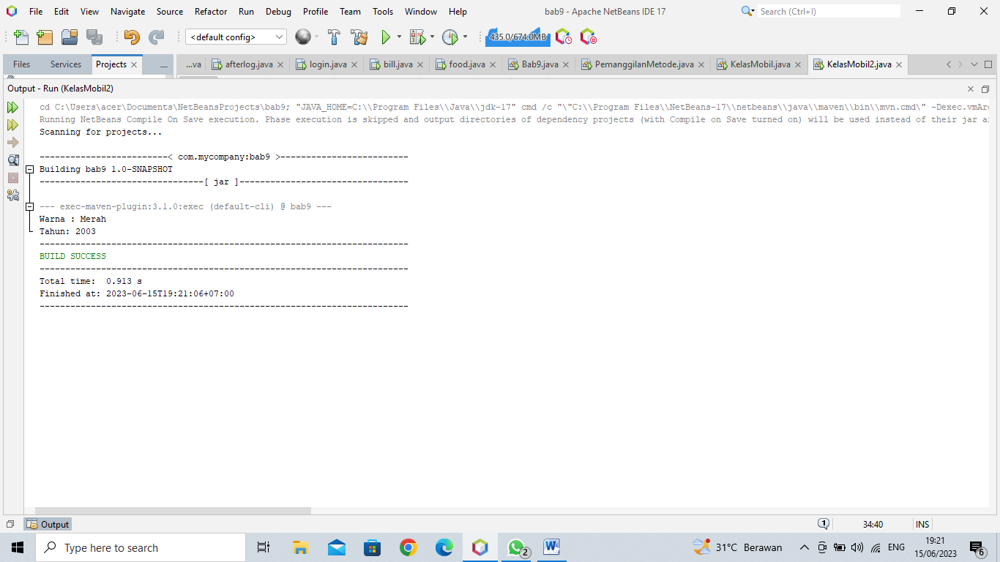 File Edit View Navigate Source Refactor Run Debug Profile Team Tools Window Help bab9 - Apache NetBeans IDE 17 Search (Ctrl+I)
<default config> 435.0/674.0MB
Files Services Projects ...va afterlog.java login.java bill.java food.java Bab9.java PemanggilanMetode.java KelasMobil.java KelasMobil2.java
Output - Run (KelasMobil2)
cd C:\Users\acer\Documents\NetBeansProjects\bab9; "JAVA_HOME=C:\\Program Files\\Java\\jdk-17" cmd /c "\"C:\\Program Files\\NetBeans-17\\netbeans\\java\\maven\\bin\\mvn.cmd\" -Dexec.vmArg
Running NetBeans Compile On Save execution. Phase execution is skipped and output directories of dependency projects (with Compile on Save turned on) will be used instead of their jar a
Scanning for projects...
-------------------------< com.mycompany:bab9 >-------------------------
Building bab9 1.0-SNAPSHOT
--------------------------------[ jar ]---------------------------------
--- exec-maven-plugin:3.1.0:exec (default-cli) @ bab9 ---
Warna : Merah
Tahun: 2003
------------------------------------------------------------------------
BUILD SUCCESS
------------------------------------------------------------------------
Total time:  0.913 s
Finished at: 2023-06-15T19:21:06+07:00
------------------------------------------------------------------------
Output 1 34:40 INS
Type here to search 2 31°C Berawan ENG 19:21
15/06/2023 6